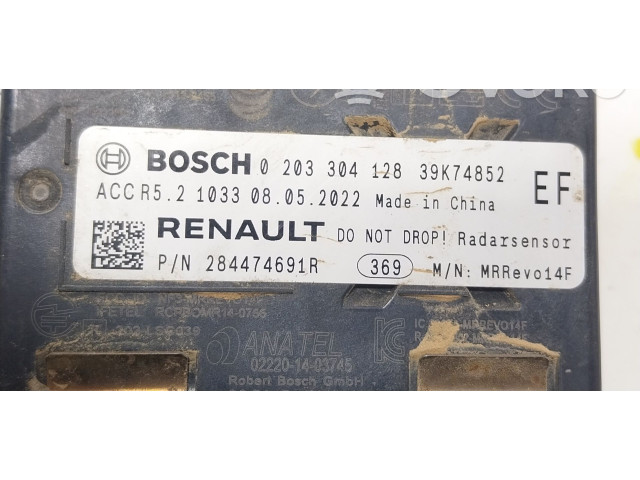 BOSCH 0 203 304 128 39K74852
ACC R5.2 1033 08.05.2022 Made in China
EF
RENAULT DO NOT DROP! Radarsensor
P/N 284474691R 369 M/N: MRRevo14F
ANATEL
02220-14-03745
Robert Bosch GmbH